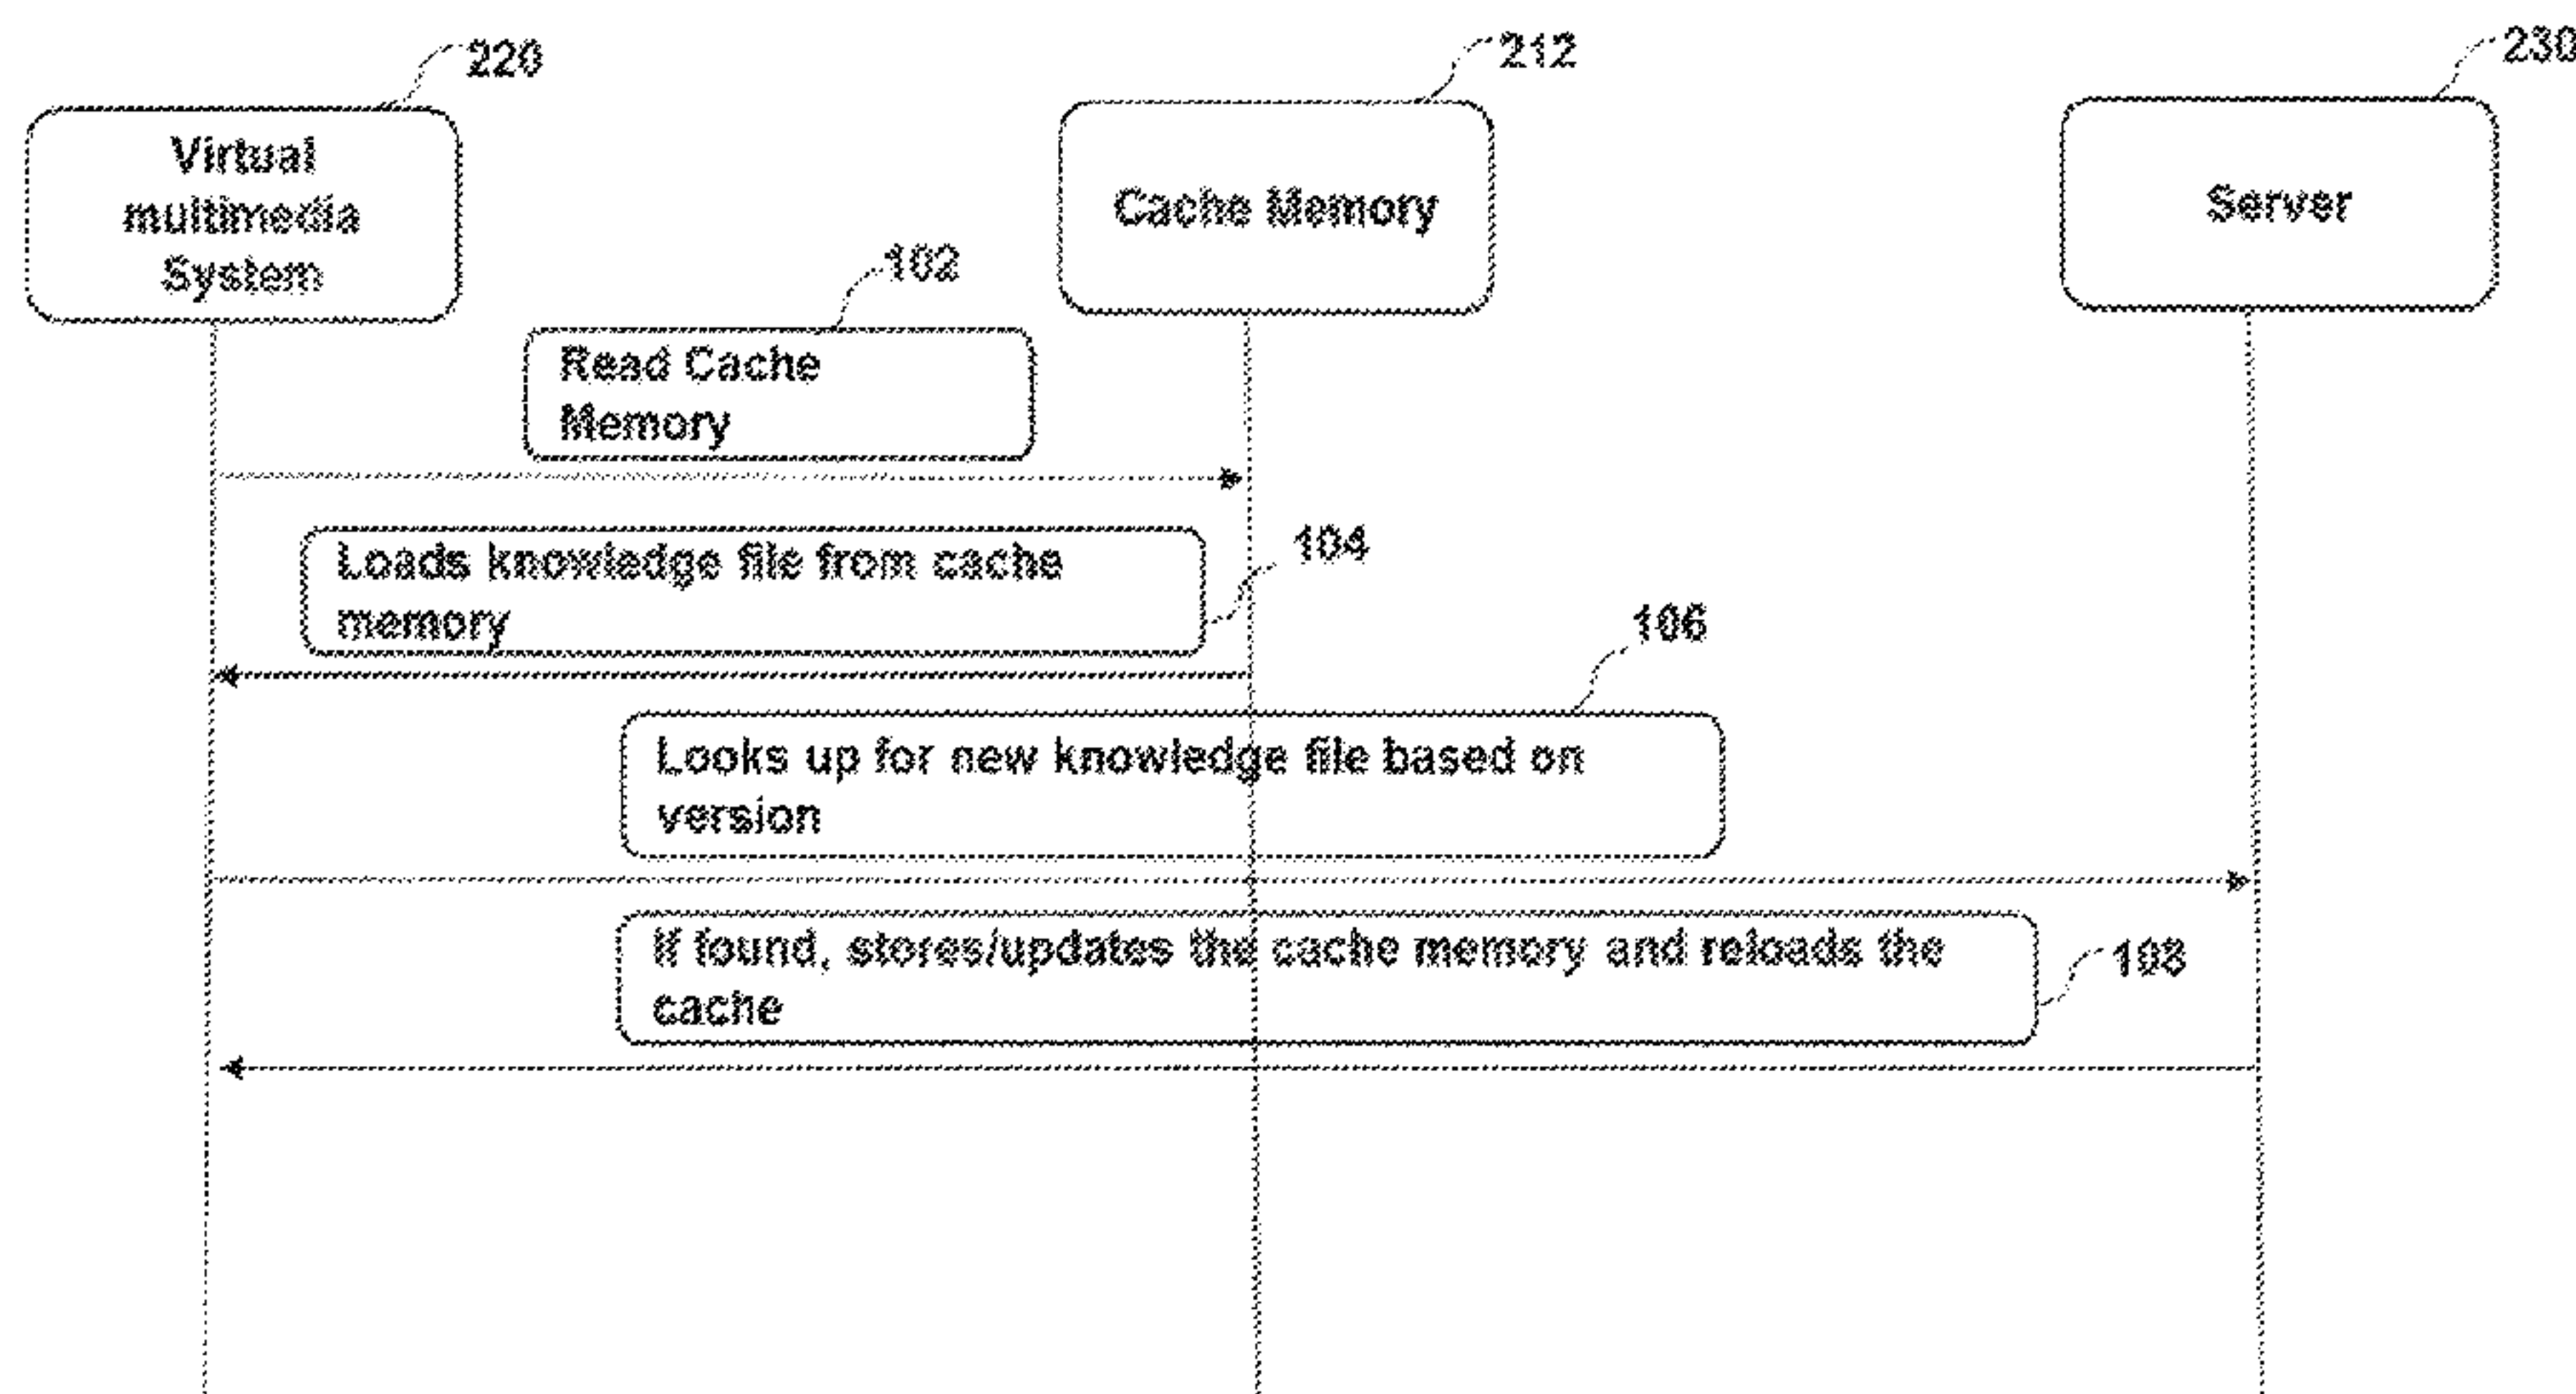 220
212
230
Virtual
multimedia
System
Cache Memory
Server
102
Read Cache
Memory
104
Loads knowledge file from cache
memory
106
Looks up for new knowledge file based on
version
If found, stores/updates the cache memory and reloads the
cache
108